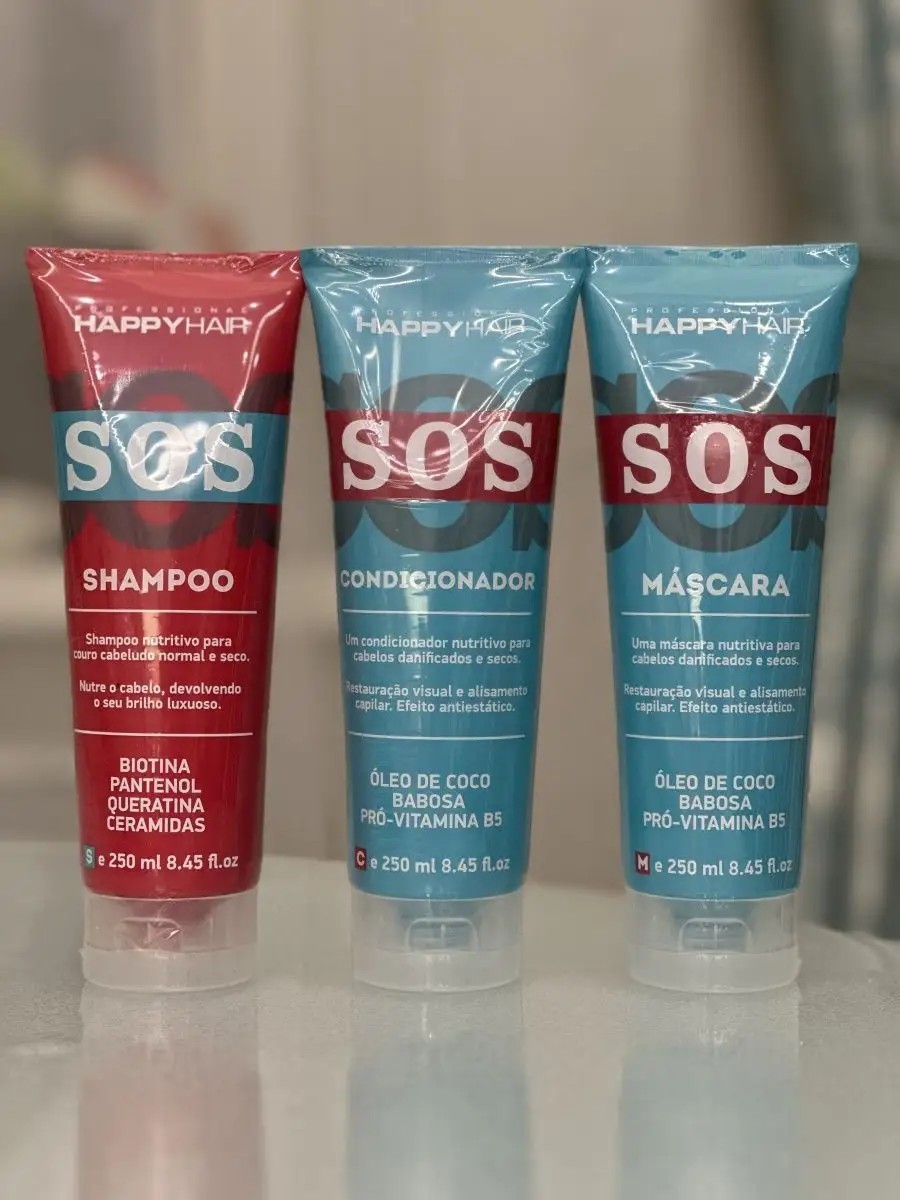 PROFESSIONAL
HAPPYHAIR
SOS
SHAMPOO
Shampoo nutritivo para
couro cabeludo normal e seco.
Nutre o cabelo, devolvendo
o seu brilho luxuoso.
BIOTINA
PANTENOL
QUERATINA
CERAMIDAS
S e 250 ml 8.45 fl.oz
PROFESSIONAL
HAPPYHAIR
SOS
CONDICIONADOR
Um condicionador nutritivo para
cabelos danificados e secos.
Restauração visual e alisamento
capilar. Efeito antiestático.
ÓLEO DE COCO
BABOSA
PRÓ-VITAMINA B5
C e 250 ml 8.45 fl.oz
PROFESSIONAL
HAPPYHAIR
SOS
MÁSCARA
Uma máscara nutritiva para
cabelos danificados e secos.
Restauração visual e alisamento
capilar. Efeito antiestático.
ÓLEO DE COCO
BABOSA
PRÓ-VITAMINA B5
M e 250 ml 8.45 fl.oz